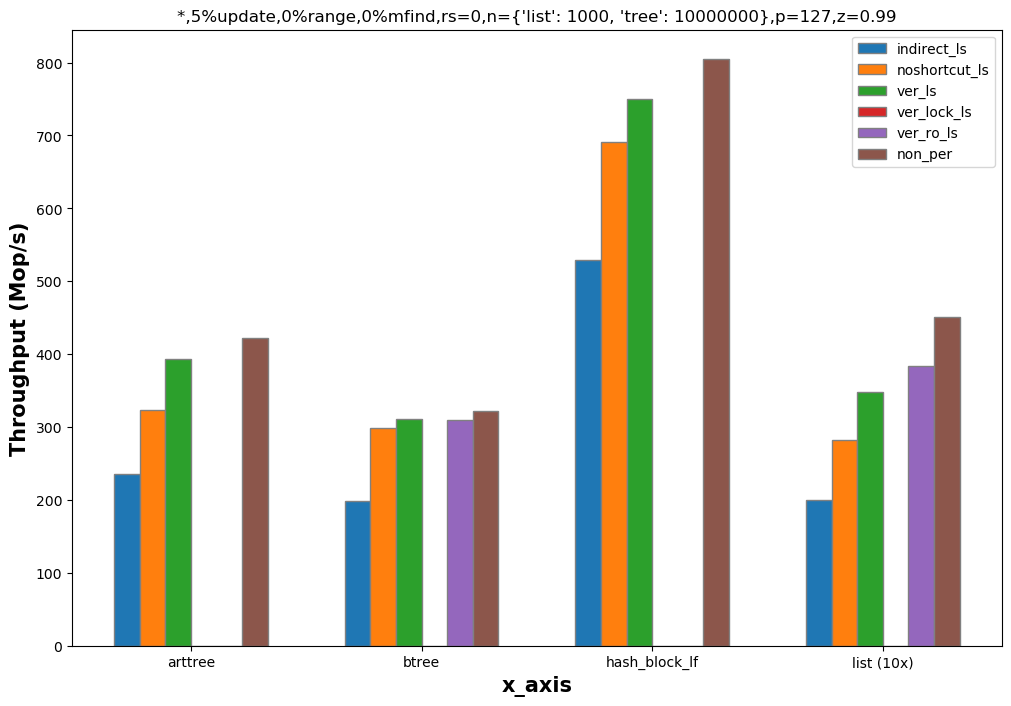 *,5%update,0%range,0%mfind,rs=0,n={'list': 1000, 'tree': 10000000},p=127,z=0.99
indirect_ls
noshortcut_ls
ver_ls
ver_lock_ls
ver_ro_ls
non_per
Throughput (Mop/s)
800
700
600
500
400
300
200
100
0
arttree
btree
hash_block_lf
list (10x)
x_axis